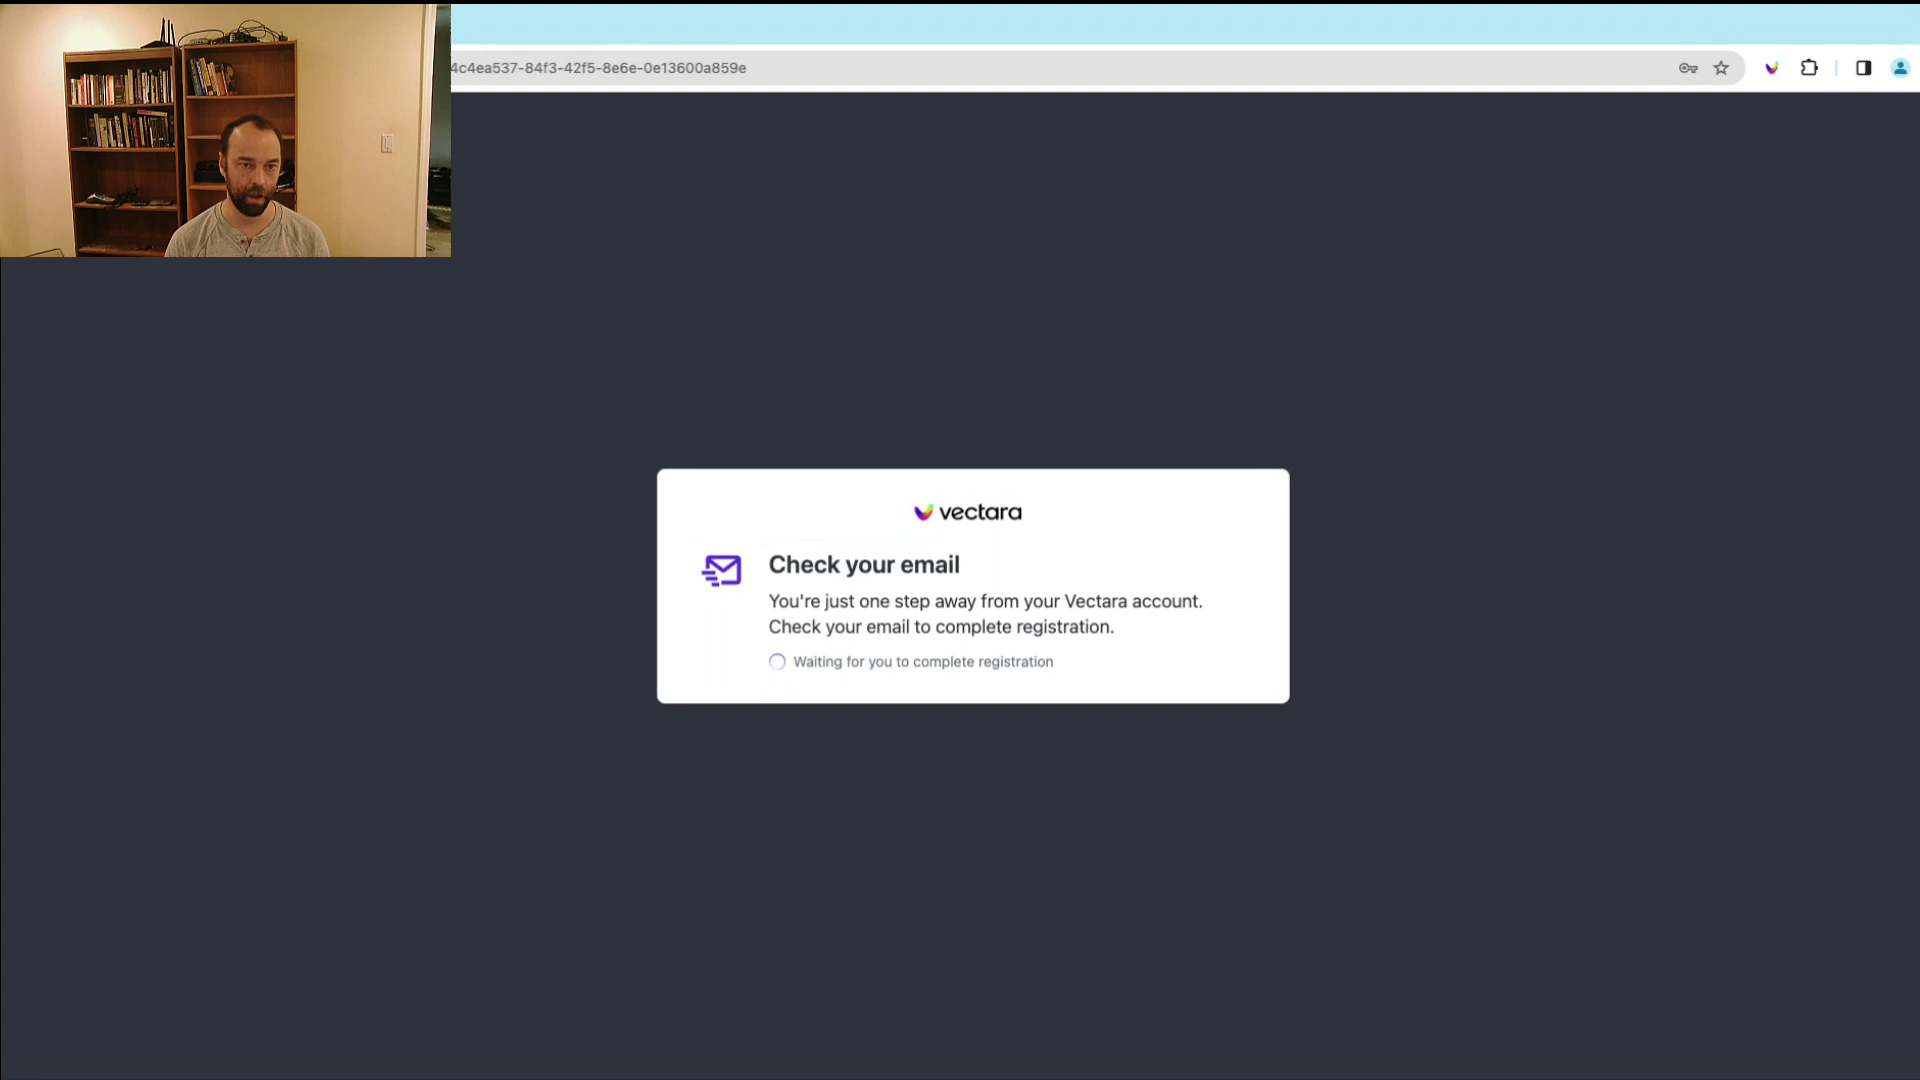 4c4ea537-84f3-42f5-8e6e-0e13600a859e
vectara
Check your email
You're just one step away from your Vectara account.
Check your email to complete registration.
Waiting for you to complete registration